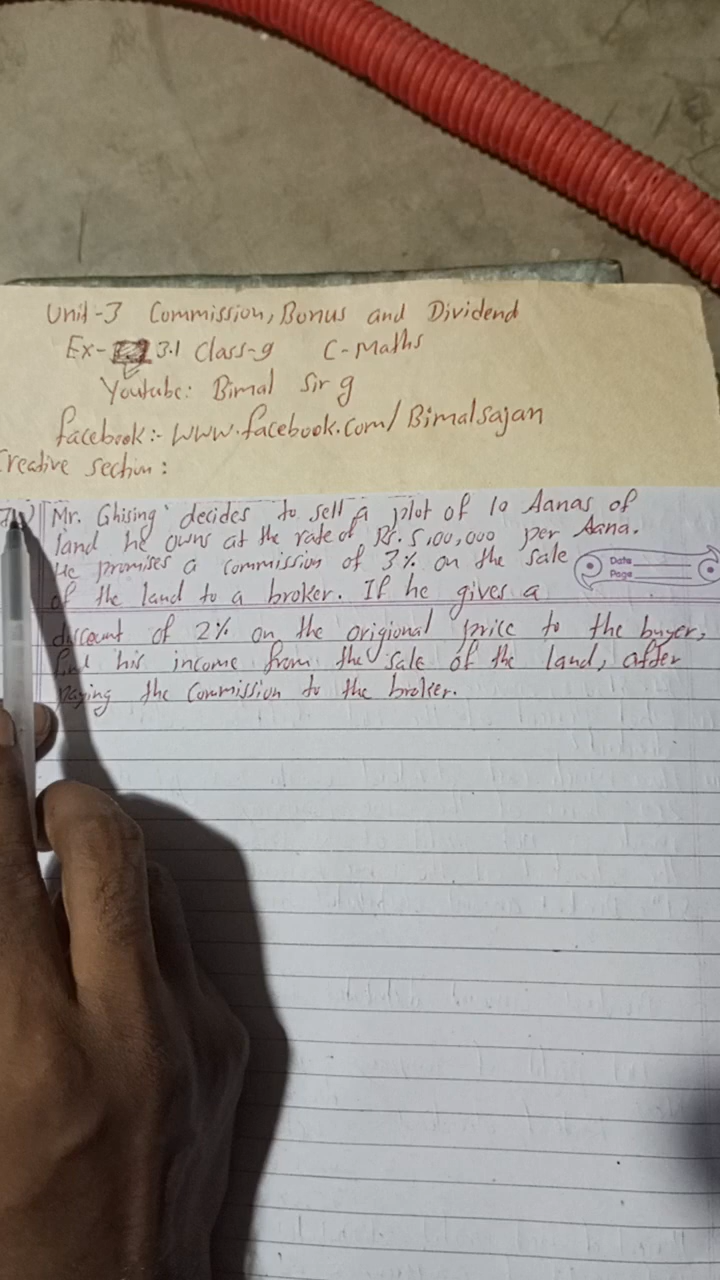 Unit-3 Commission, Bonus and Dividend
Ex- 3.1 Class-9 C-Maths
Youtube: Bimal Sir g
facebook:- www.facebook.com/Bimalsajan
Creative section:
Mr. Ghising decides to sell a plot of 10 Aanas of
land he owns at the rate of Rs. 5,00,000 per Aana.
He promises a commission of 3% on the sale
Date
Page
of the land to a broker. If he gives a
discount of 2% on the origional price to the buyer,
find his income from the sale of the land, after
paying the commission to the broker.